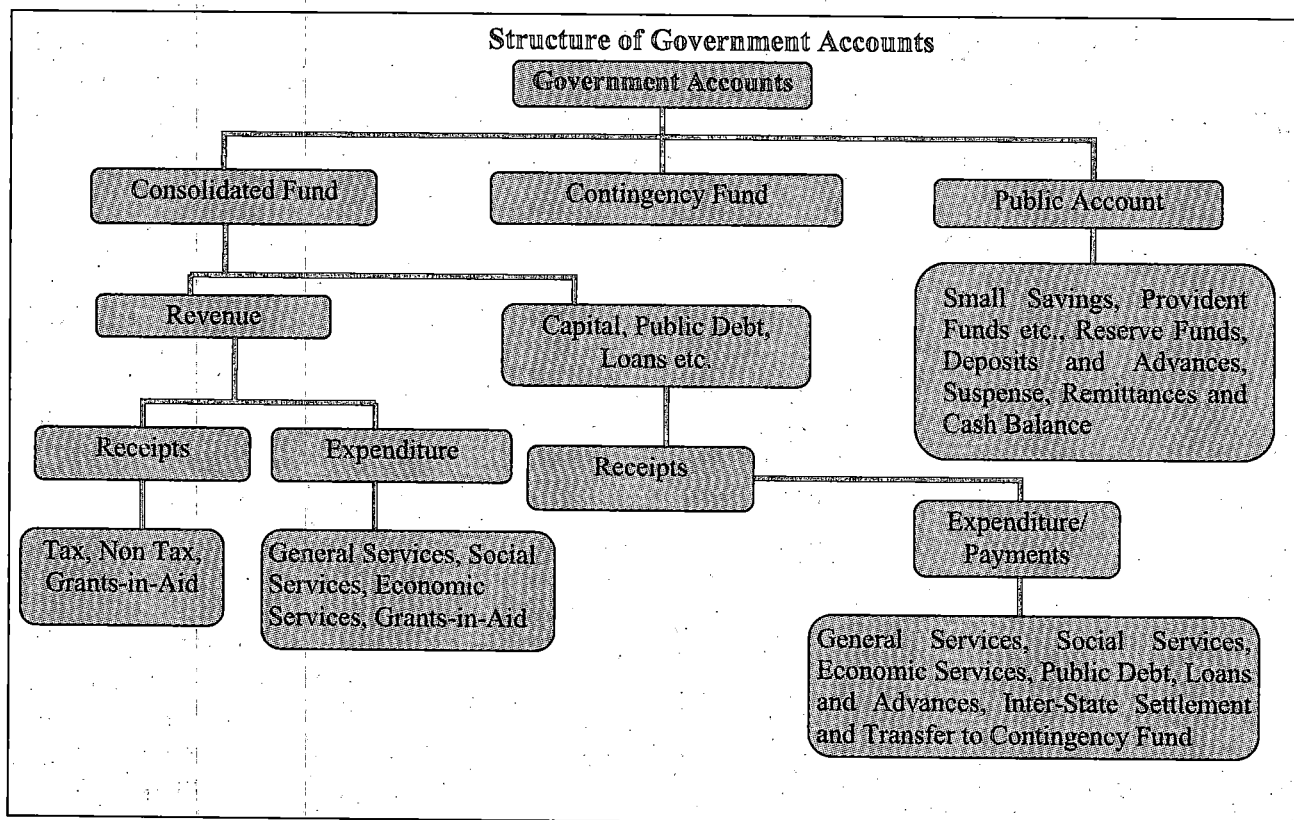 Structure of Government Accounts
Government Accounts
Consolidated Fund
Contingency Fund
Public Account
Revenue
Capital, Public Debt,
Loans etc.
Small Savings, Provident
Funds etc., Reserve Funds,
Deposits and Advances,
Suspense, Remittances and
Cash Balance
Receipts
Expenditure
Receipts
Expenditure/
Payments
Tax, Non Tax,
Grants-in-Aid
General Services, Social
Services, Economic
Services, Grants-in-Aid
General Services, Social Services,
Economic Services, Public Debt, Loans
and Advances, Inter-State Settlement
and Transfer to Contingency Fund